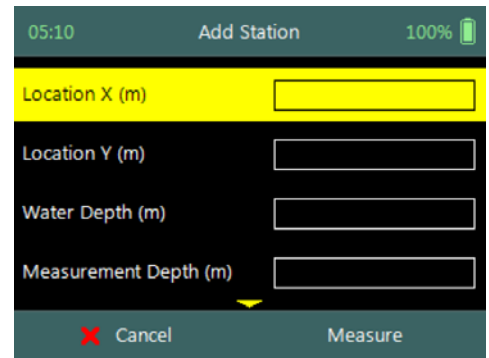 05:10 Add Station 100%
Location X (m)
Location Y (m)
Water Depth (m)
Measurement Depth (m)
Cancel Measure